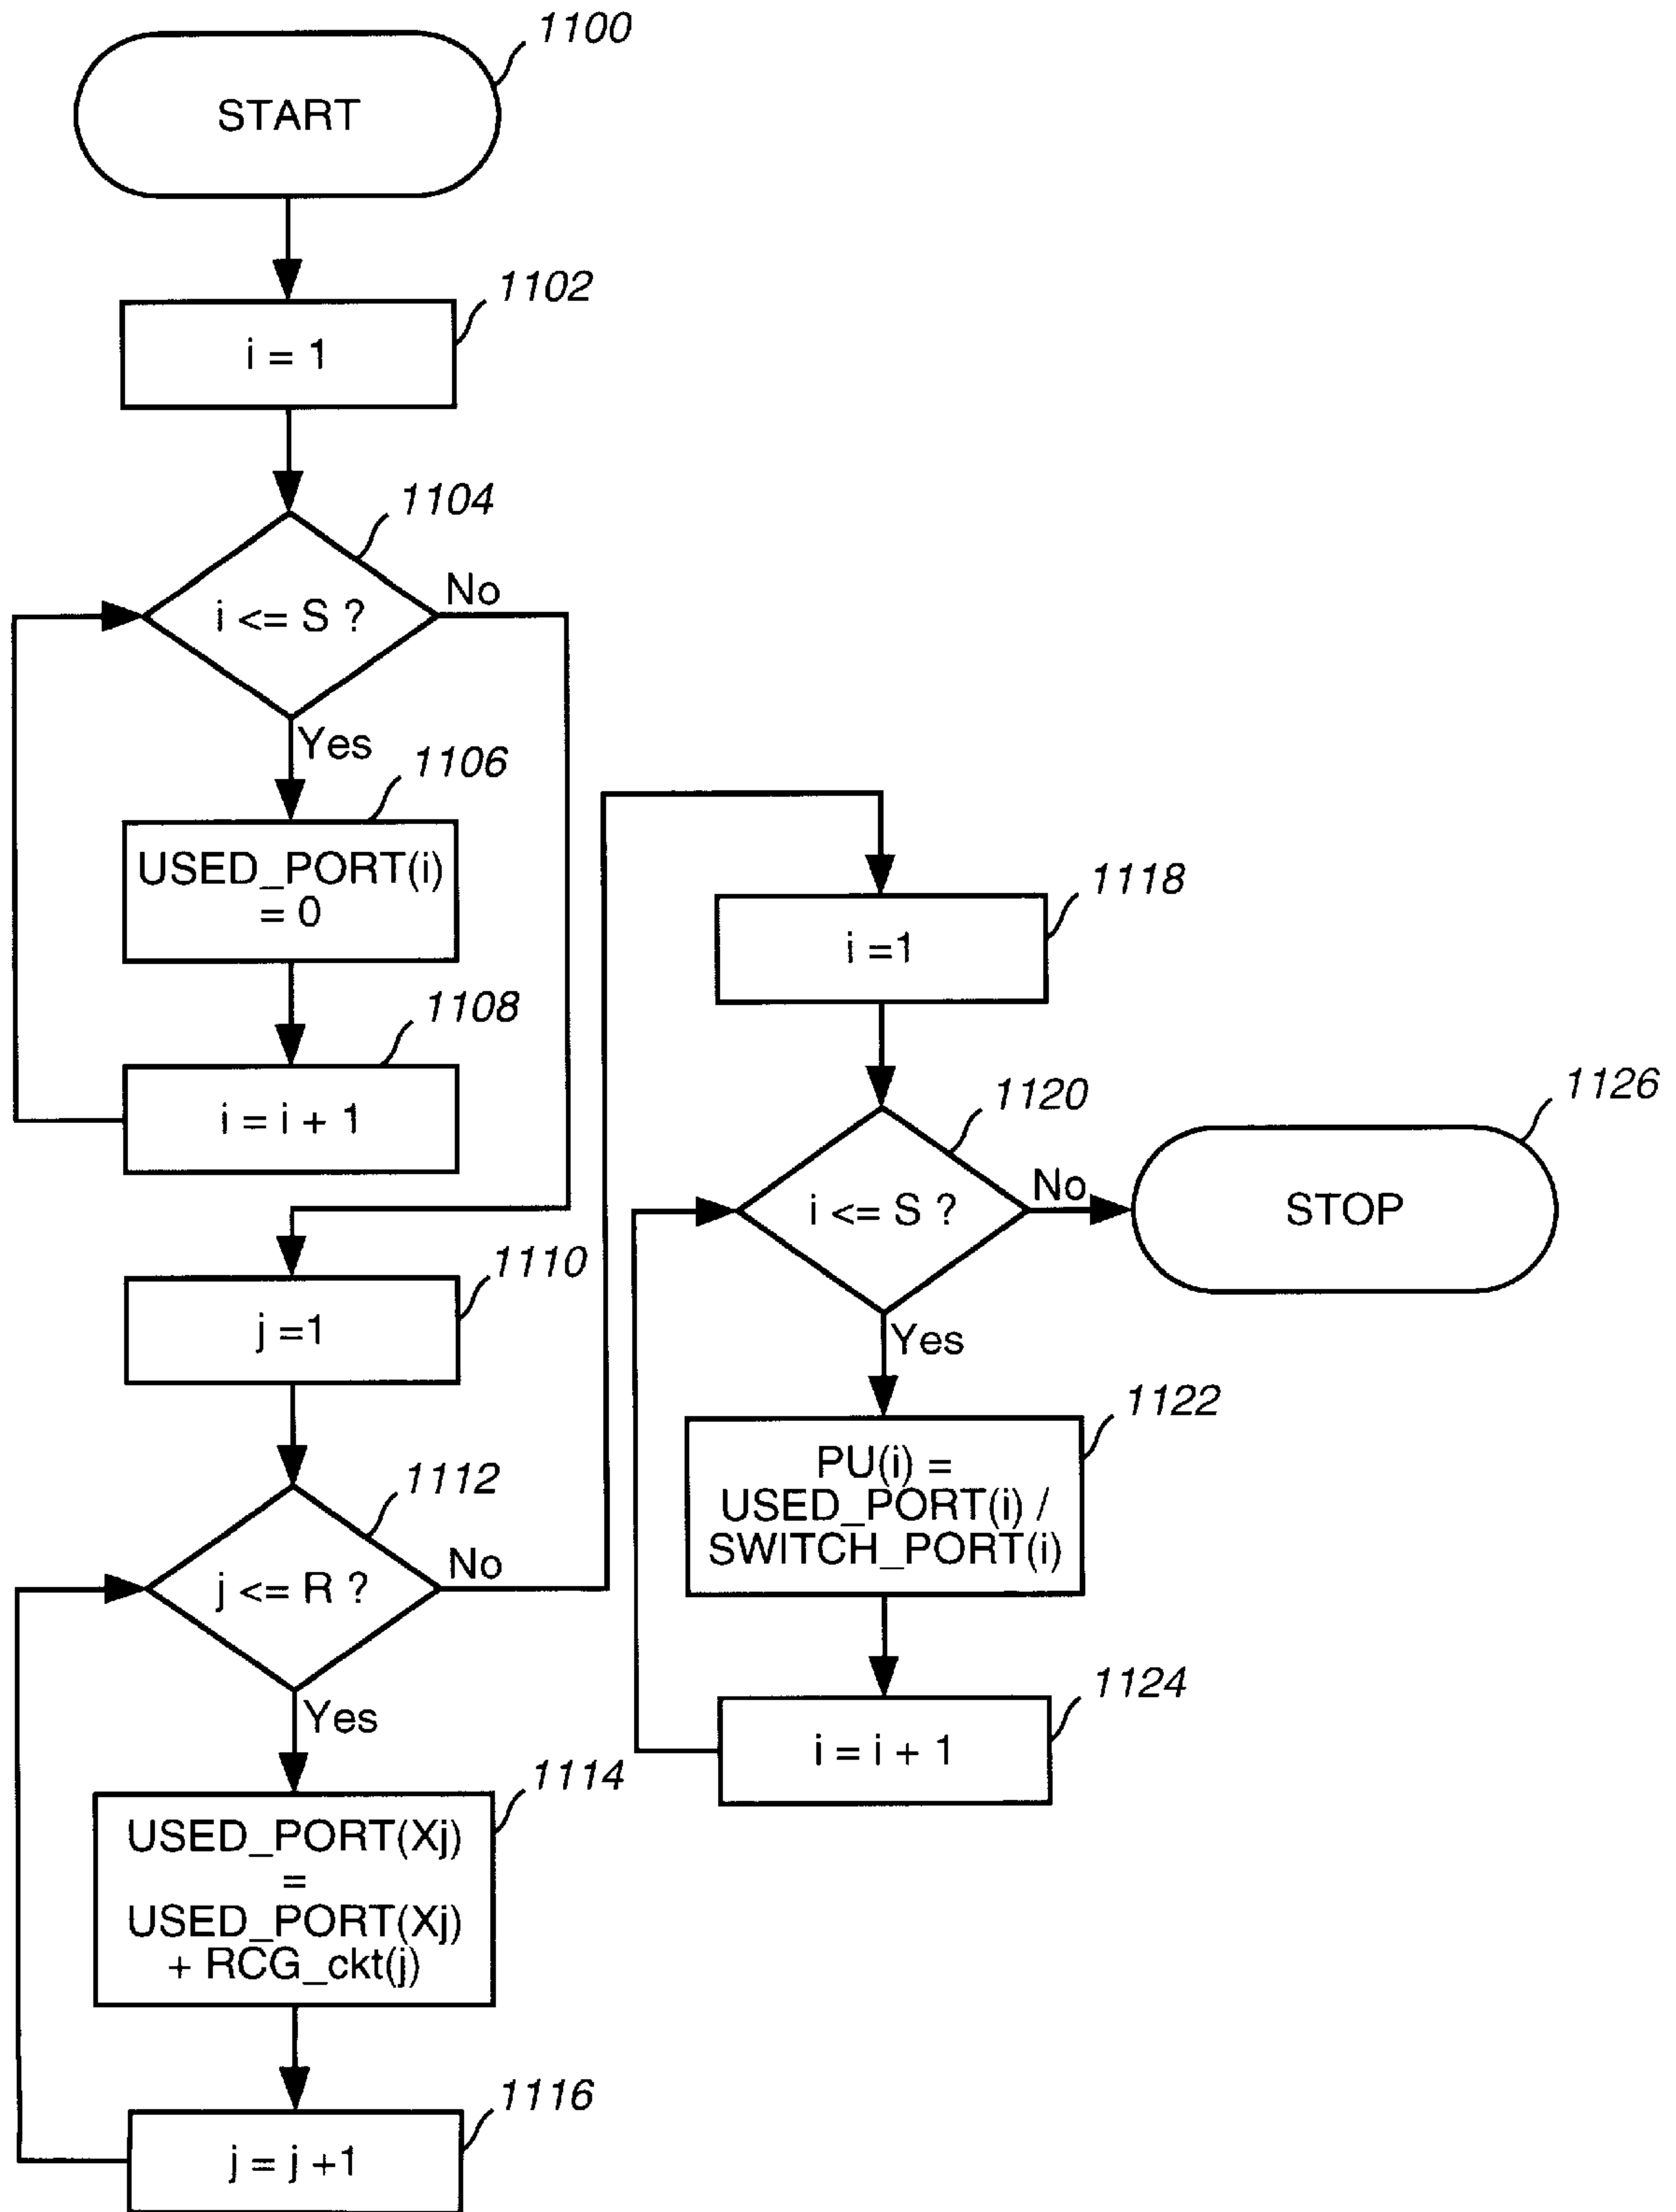 1100
START
1102
i = 1
1104
i <= S ?
No
Yes
1106
USED_PORT(i)
= 0
1108
i = i + 1
1110
j =1
1112
j <= R ?
No
Yes
1114
USED_PORT(Xj)
=
USED_PORT(Xj)
+ RCG_ckt(j)
1116
j = j +1
1118
i =1
1120
i <= S ?
No
Yes
1126
STOP
1122
PU(i) =
USED_PORT(i) /
SWITCH_PORT(i)
1124
i = i + 1